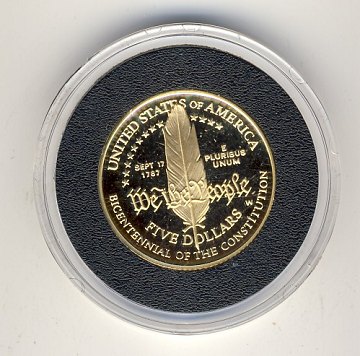 UNITED STATES OF AMERICA
SEPT 17
1787
E
PLURIBUS
UNUM
We the People
W
FIVE DOLLARS
BICENTENNIAL OF THE CONSTITUTION